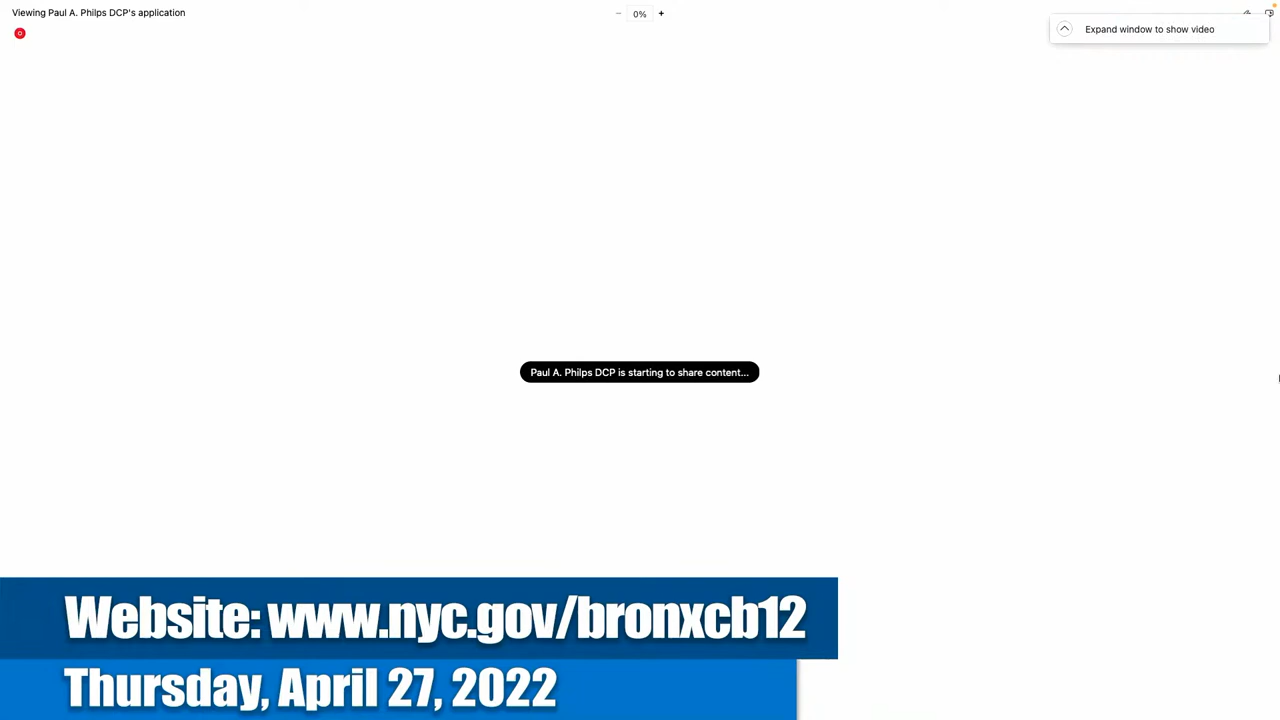 Viewing Paul A. Philps DCP's application
0%
Expand window to show video
Paul A. Philps DCP is starting to share content...
Website: www.nyc.gov/bronxcb12
Thursday, April 27, 2022